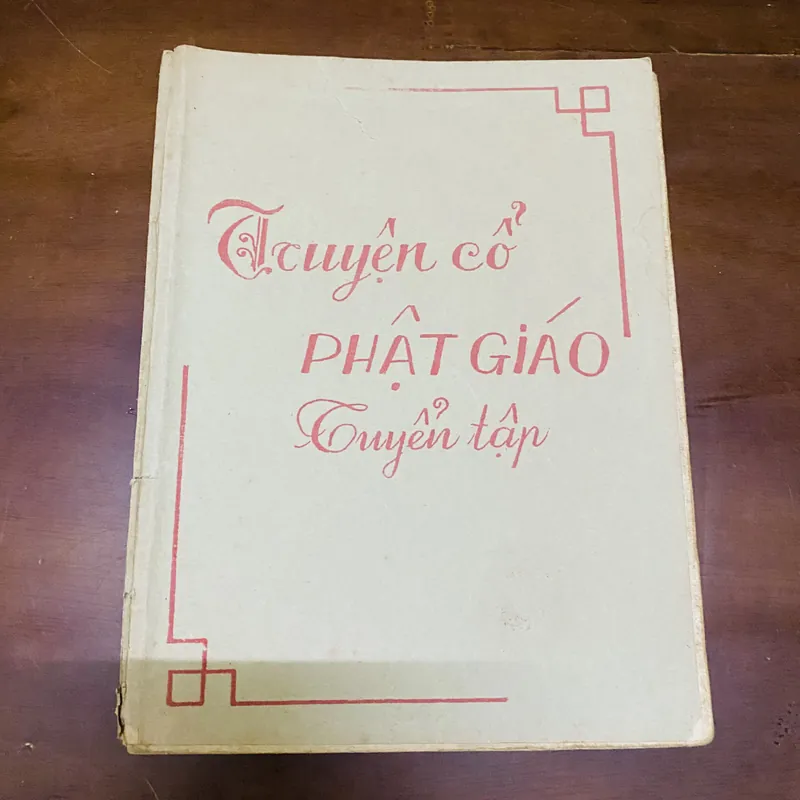 Truyện cổ
PHẬT GiÁO
Tuyển tập